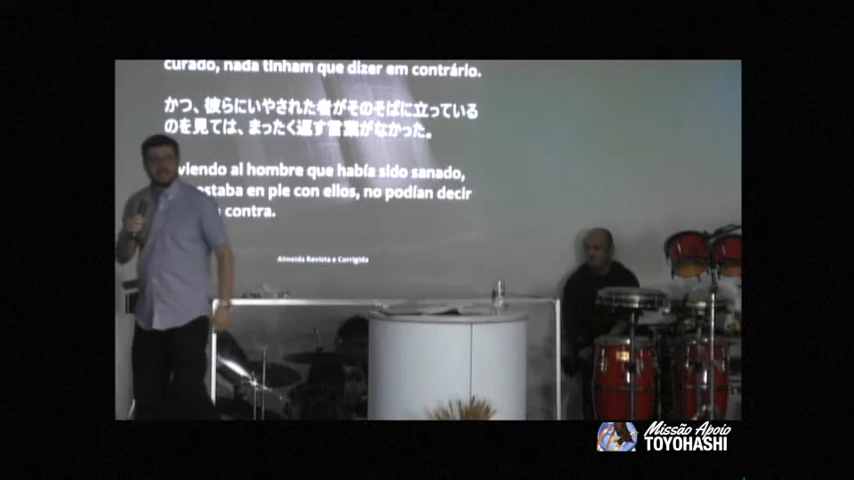 curado, nada tinham que dizer em contrário.
かつ、彼らにいやされた者がそのそばに立っている
のを見ては、まったく返す言葉がなかった。
viendo al hombre que había sido sanado,
estaba en pie con ellos, no podían decir
contra.
Almeida Revista e Corrigida
Missão Apoio
TOYOHASHI